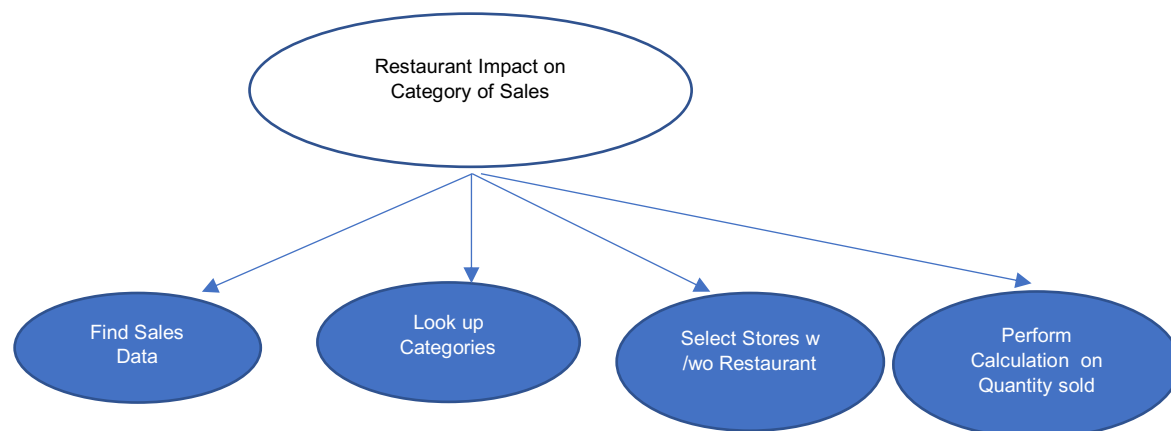 Restaurant Impact on
Category of Sales
Find Sales
Data
Look up
Categories
Select Stores w
/wo Restaurant
Perform
Calculation on
Quantity sold